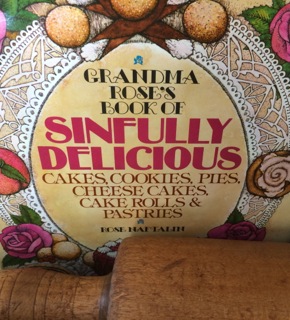 GRANDMA
ROSE'S
BOOK OF
SINFULLY
DELICIOUS
CAKES, COOKIES, PIES,
CHEESE CAKES,
CAKE ROLLS &
PASTRIES
ROSE NAFTALIN